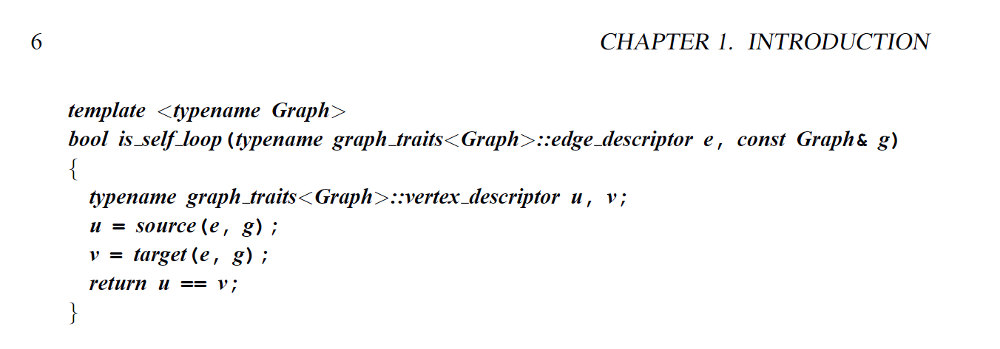 6 CHAPTER 1. INTRODUCTION
template <typename Graph>
bool is_self_loop(typename graph_traits<Graph>::edge_descriptor e, const Graph& g)
{
  typename graph_traits<Graph>::vertex_descriptor u, v;
  u = source(e, g);
  v = target(e, g);
  return u == v;
}